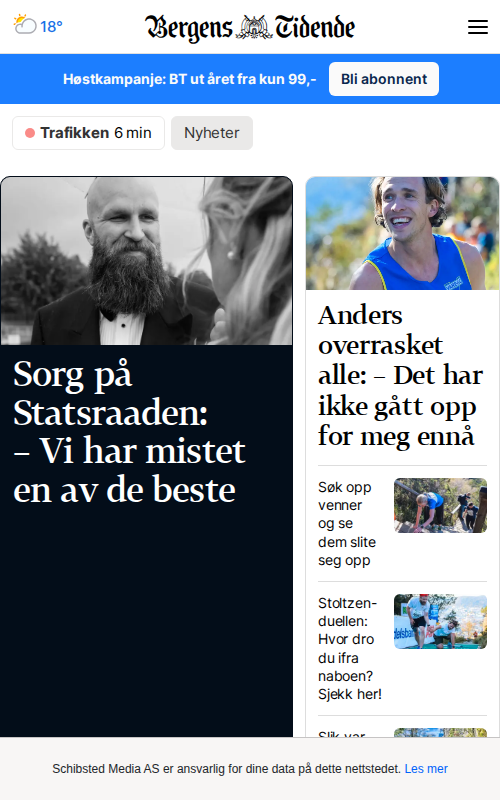 18°
Bergens Tidende
Høstkampanje: BT ut året fra kun 99,-
Bli abonnent
Trafikken 6 min
Nyheter
Sorg på
Statsraaden:
– Vi har mistet
en av de beste
Anders
overrasket
alle: – Det har
ikke gått opp
for meg ennå
Søk opp
venner
og se
dem slite
seg opp
Stoltzen-
duellen:
Hvor dro
du ifra
naboen?
Sjekk her!
Slik var
Schibsted Media AS er ansvarlig for dine data på dette nettstedet. Les mer